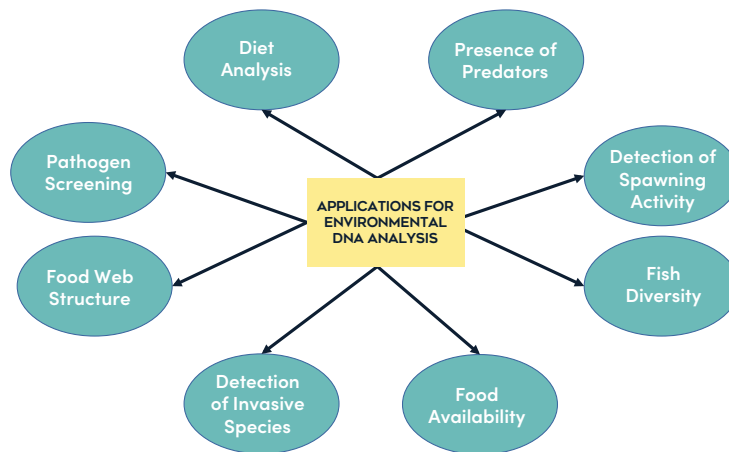 Diet
Analysis
Presence of
Predators
Pathogen
Screening
Detection of
Spawning
Activity
APPLICATIONS FOR
ENVIRONMENTAL
DNA ANALYSIS
Food Web
Structure
Fish
Diversity
Detection
of Invasive
Species
Food
Availability